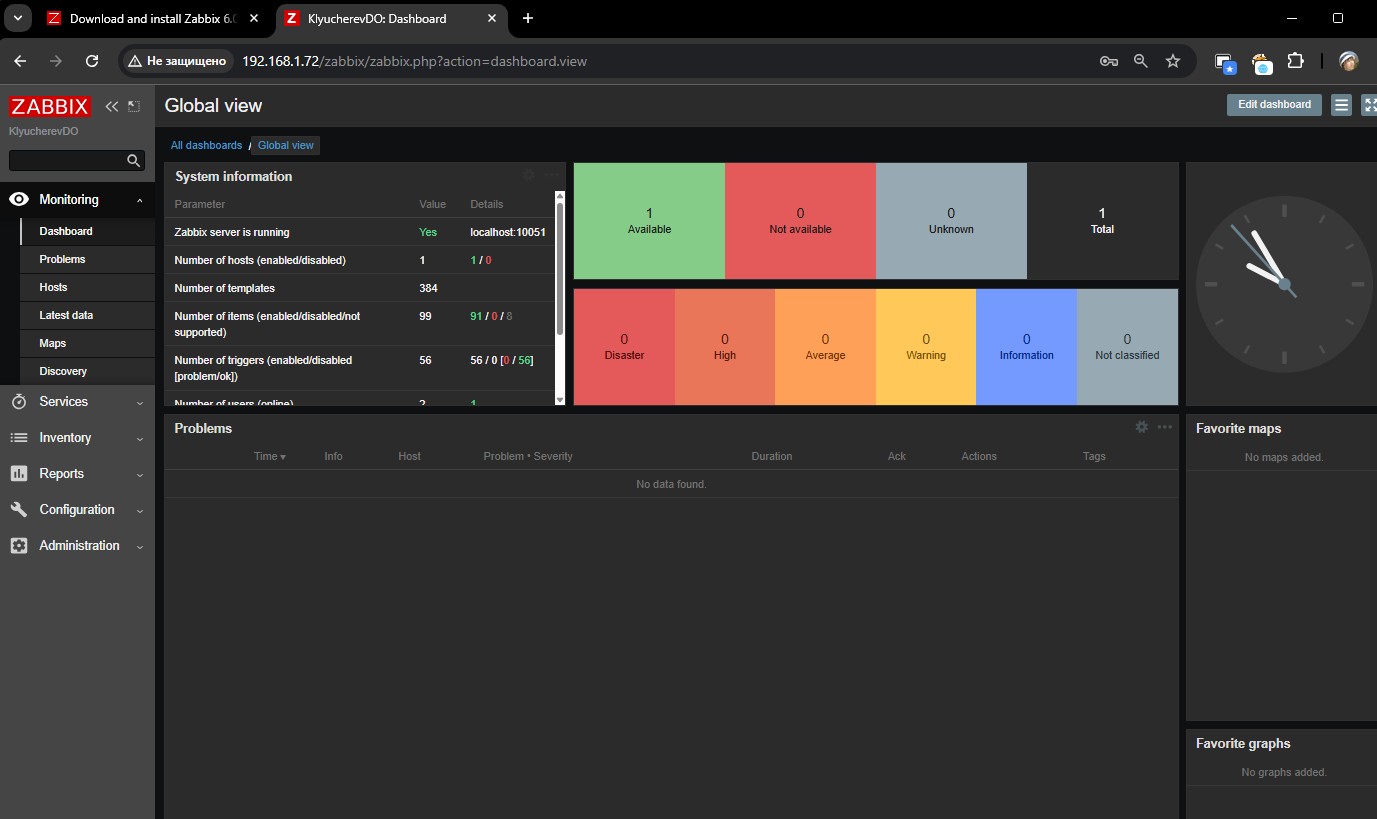 Download and install Zabbix 6.0
KlyucherevDO: Dashboard
Не защищено
192.168.1.72/zabbix/zabbix.php?action=dashboard.view
ZABBIX
KlyucherevDO
Monitoring
Dashboard
Problems
Hosts
Latest data
Maps
Discovery
Services
Inventory
Reports
Configuration
Administration
Global view
Edit dashboard
All dashboards / Global view
System information
Parameter Value Details
Zabbix server is running Yes localhost:10051
Number of hosts (enabled/disabled) 1 1 / 0
Number of templates 384
Number of items (enabled/disabled/not supported) 99 91 / 0 / 8
Number of triggers (enabled/disabled [problem/ok]) 56 56 / 0 [0 / 56]
Number of users (online) 2 1
1 Available
0 Not available
0 Unknown
1 Total
0 Disaster
0 High
0 Average
0 Warning
0 Information
0 Not classified
Problems
Time ▾ Info Host Problem • Severity Duration Ack Actions Tags
No data found.
Favorite maps
No maps added.
Favorite graphs
No graphs added.